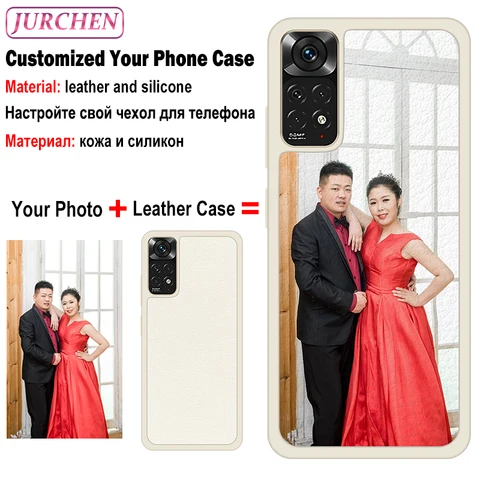 JURCHEN
Customized Your Phone Case
Material: leather and silicone
Настройте свой чехол для телефона
Материал: кожа и силикон
Your Photo + Leather Case =